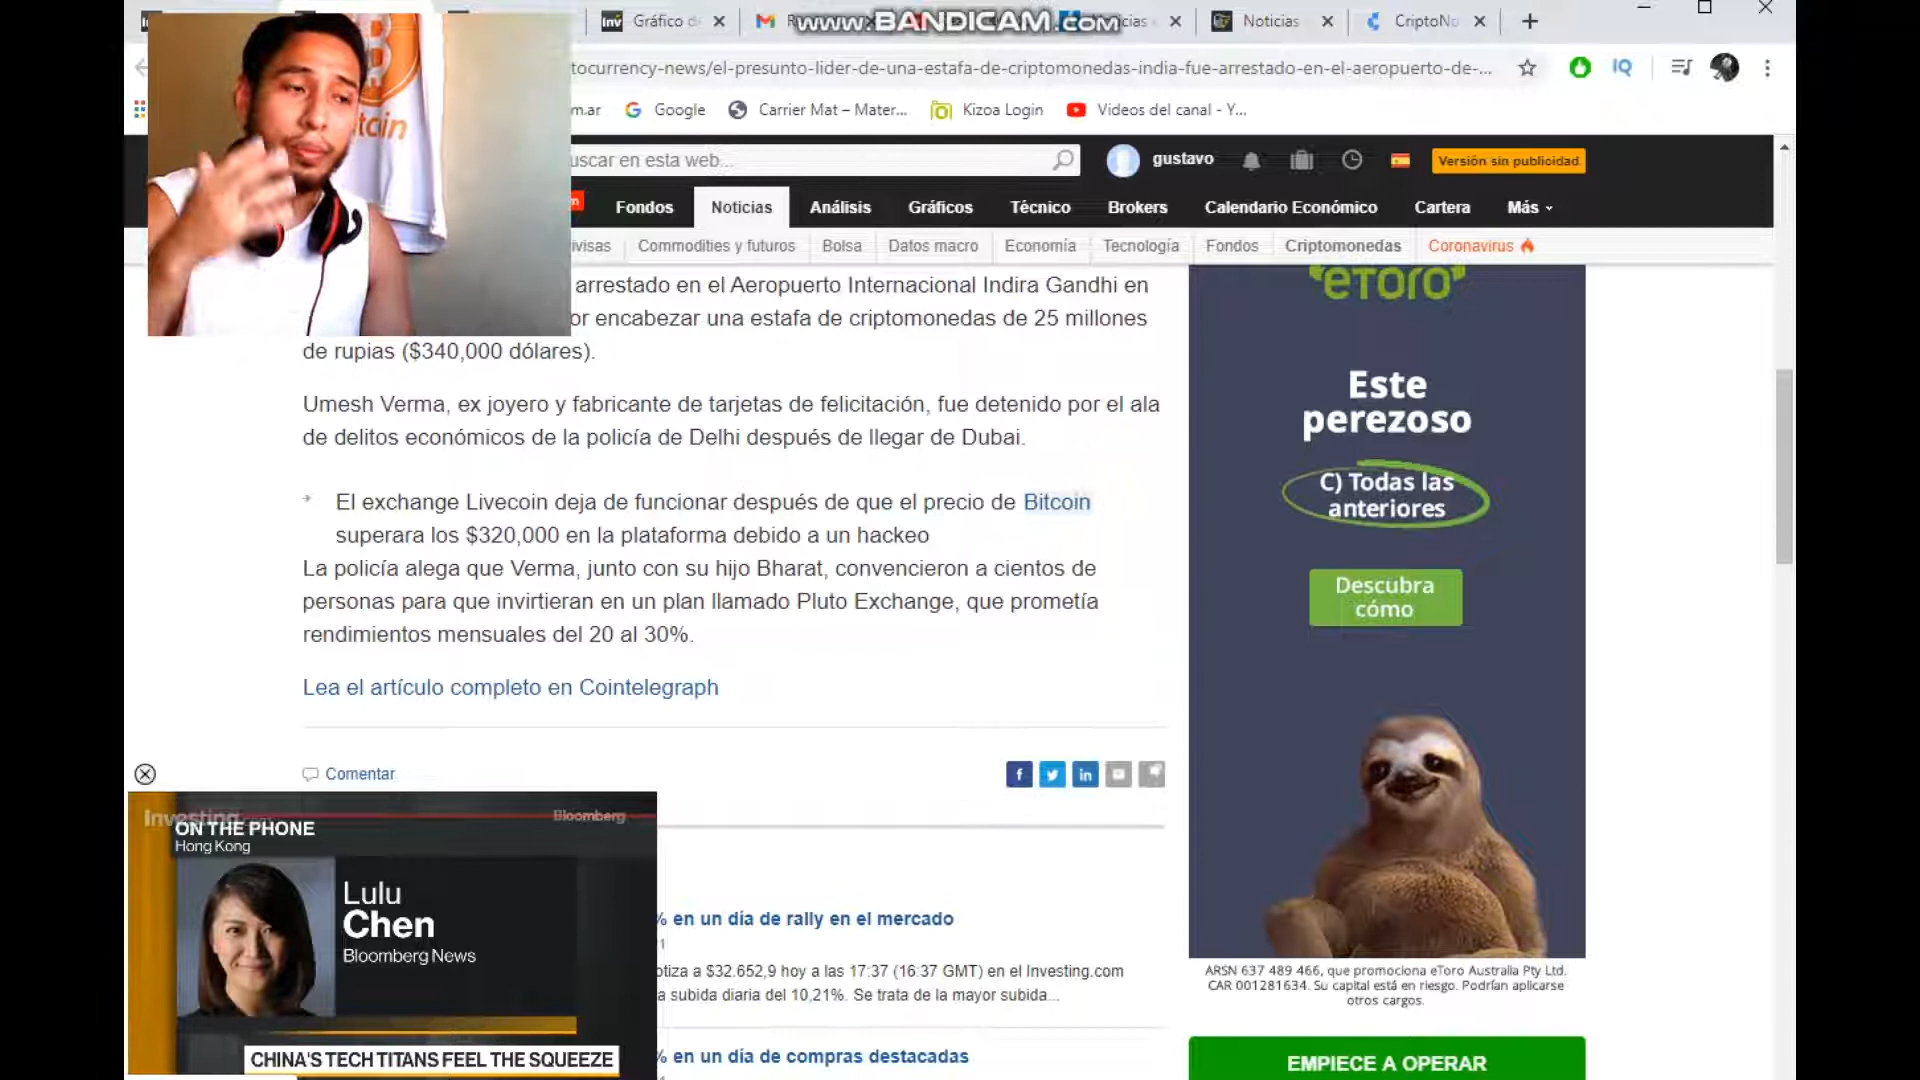 Gráfico d
www.BANDICAM.com
icias
Noticias
CriptoNo
tocurrency-news/el-presunto-lider-de-una-estafa-de-criptomonedas-india-fue-arrestado-en-el-aeropuerto-de-...
m.ar
Google
Carrier Mat – Mater...
Kizoa Login
Videos del canal - Y...
tcoin
uscar en esta web...
gustavo
Versión sin publicidad
Fondos
Noticias
Análisis
Gráficos
Técnico
Brokers
Calendario Económico
Cartera
Más
ivisas
Commodities y futuros
Bolsa
Datos macro
Economía
Tecnología
Fondos
Criptomonedas
Coronavirus
arrestado en el Aeropuerto Internacional Indira Gandhi en
or encabezar una estafa de criptomonedas de 25 millones
de rupias ($340,000 dólares).
Umesh Verma, ex joyero y fabricante de tarjetas de felicitación, fue detenido por el ala
de delitos económicos de la policía de Delhi después de llegar de Dubai.
El exchange Livecoin deja de funcionar después de que el precio de Bitcoin
superara los $320,000 en la plataforma debido a un hackeo
La policía alega que Verma, junto con su hijo Bharat, convencieron a cientos de
personas para que invirtieran en un plan llamado Pluto Exchange, que prometía
rendimientos mensuales del 20 al 30%.
Lea el artículo completo en Cointelegraph
Comentar
eToro
Este
perezoso
C) Todas las
anteriores
Descubra
cómo
ARSN 637 489 466, que promociona eToro Australia Pty Ltd.
CAR 001281634. Su capital está en riesgo. Podrían aplicarse
otros cargos.
EMPIECE A OPERAR
Investing
Bloomberg
ON THE PHONE
Hong Kong
Lulu
Chen
Bloomberg News
CHINA'S TECH TITANS FEEL THE SQUEEZE
% en un día de rally en el mercado
otiza a $32.652,9 hoy a las 17:37 (16:37 GMT) en el Investing.com
a subida diaria del 10,21%. Se trata de la mayor subida...
% en un día de compras destacadas